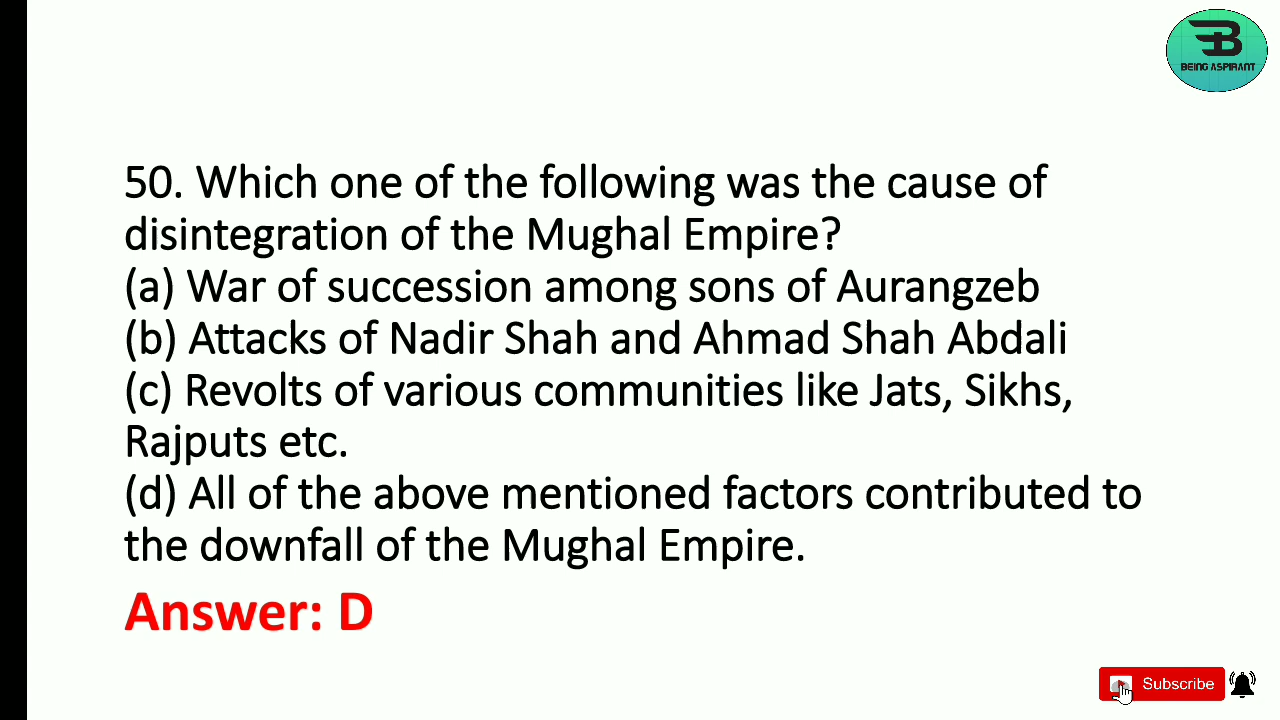 BEING ASPIRANT
50. Which one of the following was the cause of
disintegration of the Mughal Empire?
(a) War of succession among sons of Aurangzeb
(b) Attacks of Nadir Shah and Ahmad Shah Abdali
(c) Revolts of various communities like Jats, Sikhs,
Rajputs etc.
(d) All of the above mentioned factors contributed to
the downfall of the Mughal Empire.
Answer: D
Subscribe